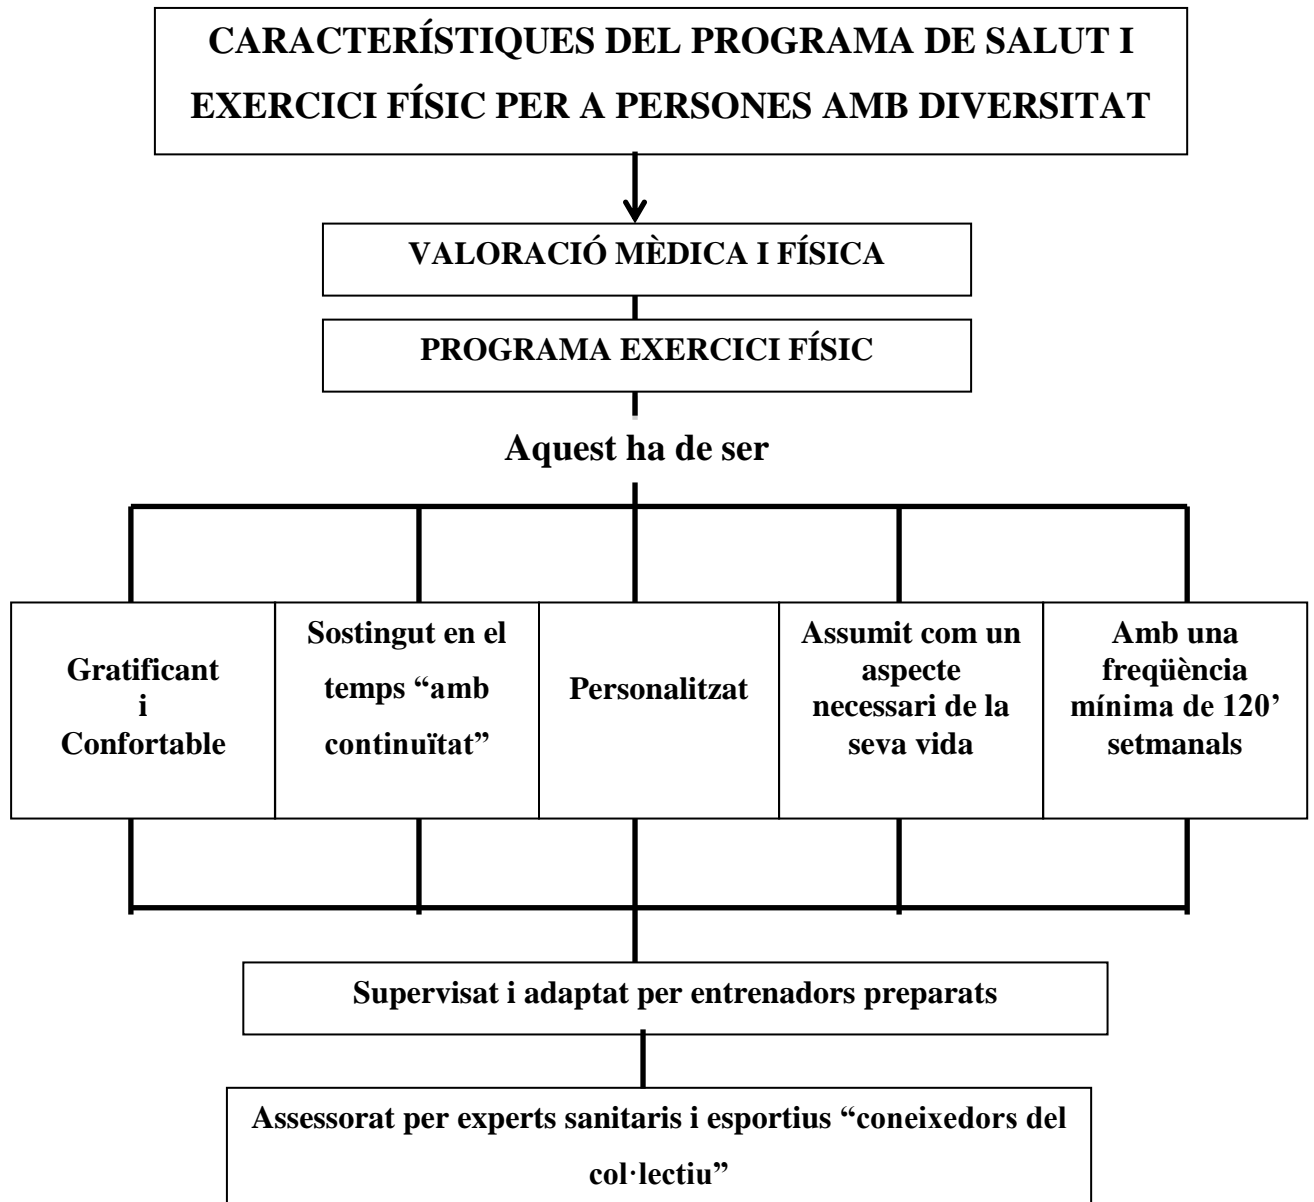 CARACTERÍSTIQUES DEL PROGRAMA DE SALUT I
EXERCICI FÍSIC PER A PERSONES AMB DIVERSITAT
VALORACIÓ MÈDICA I FÍSICA
PROGRAMA EXERCICI FÍSIC
Aquest ha de ser
Gratificant
i
Confortable
Sostingut en el
temps “amb
continuïtat”
Personalitzat
Assumit com un
aspecte
necessari de la
seva vida
Amb una
freqüència
mínima de 120’
setmanals
Supervisat i adaptat per entrenadors preparats
Assessorat per experts sanitaris i esportius “coneixedors del
col·lectiu”